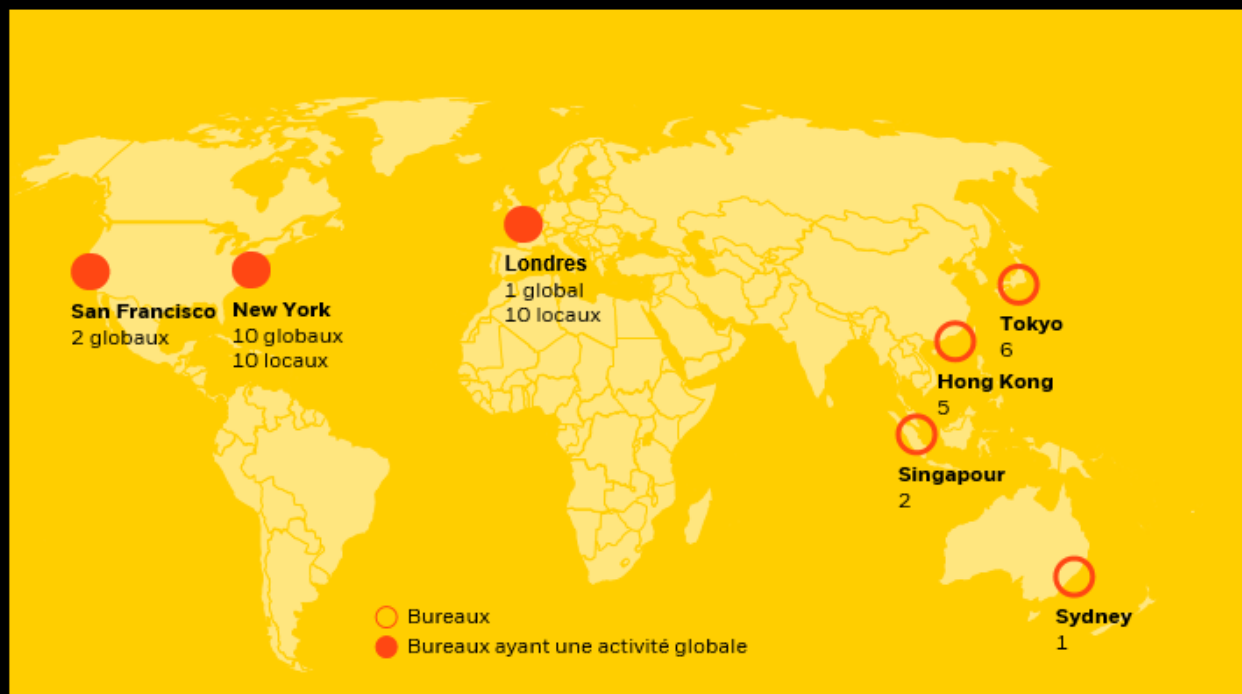 San Francisco
2 globaux
New York
10 globaux
10 locaux
Londres
1 global
10 locaux
Tokyo
6
Hong Kong
5
Singapour
2
Sydney
1
Bureaux
Bureaux ayant une activité globale